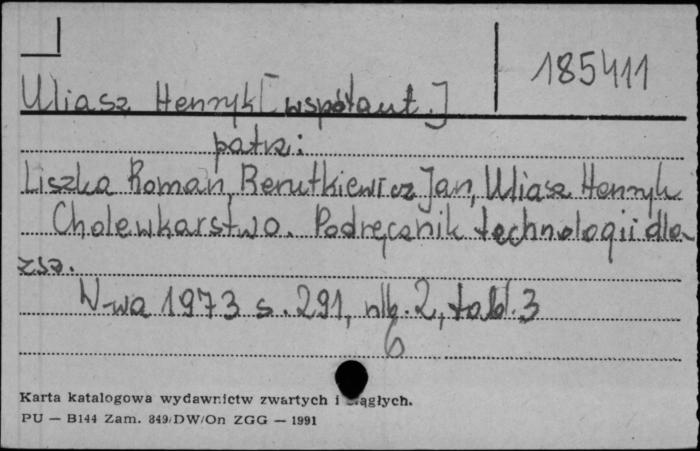 185411
Uliasz Henryk [współaut.]
patrz:
Liszka Roman, Berutkiewicz Jan, Uliasz Henryk
Cholewkarstwo. Podręcznik technologii dla
zsz.
W-wa 1973 s. 291, nlb. 2, tabl. 3
Karta katalogowa wydawnictw zwartych i ciągłych.
PU — B144 Zam. 849/DW/On ZGG — 1991